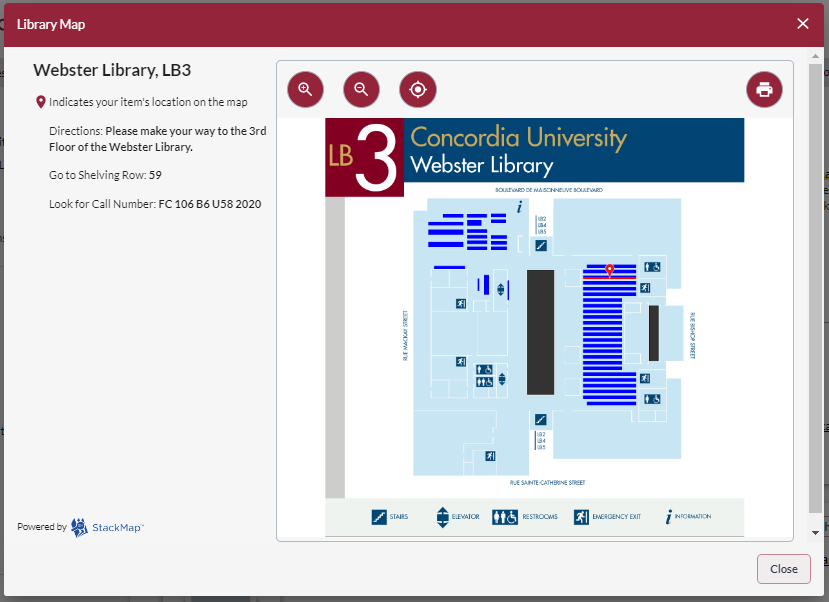 Library Map
Webster Library, LB3
Indicates your item's location on the map
Directions: Please make your way to the 3rd
Floor of the Webster Library.
Go to Shelving Row: 59
Look for Call Number: FC 106 B6 U58 2020
LB 3
Concordia University
Webster Library
BOULEVARD DE MAISONNEUVE BOULEVARD
i
LB2
LB4
LB5
RUE MACKAY STREET
RUE BISHOP STREET
LB2
LB4
LB5
RUE SAINTE-CATHERINE STREET
STAIRS
ELEVATOR
RESTROOMS
EMERGENCY EXIT
i INFORMATION
Powered by StackMap™
Close